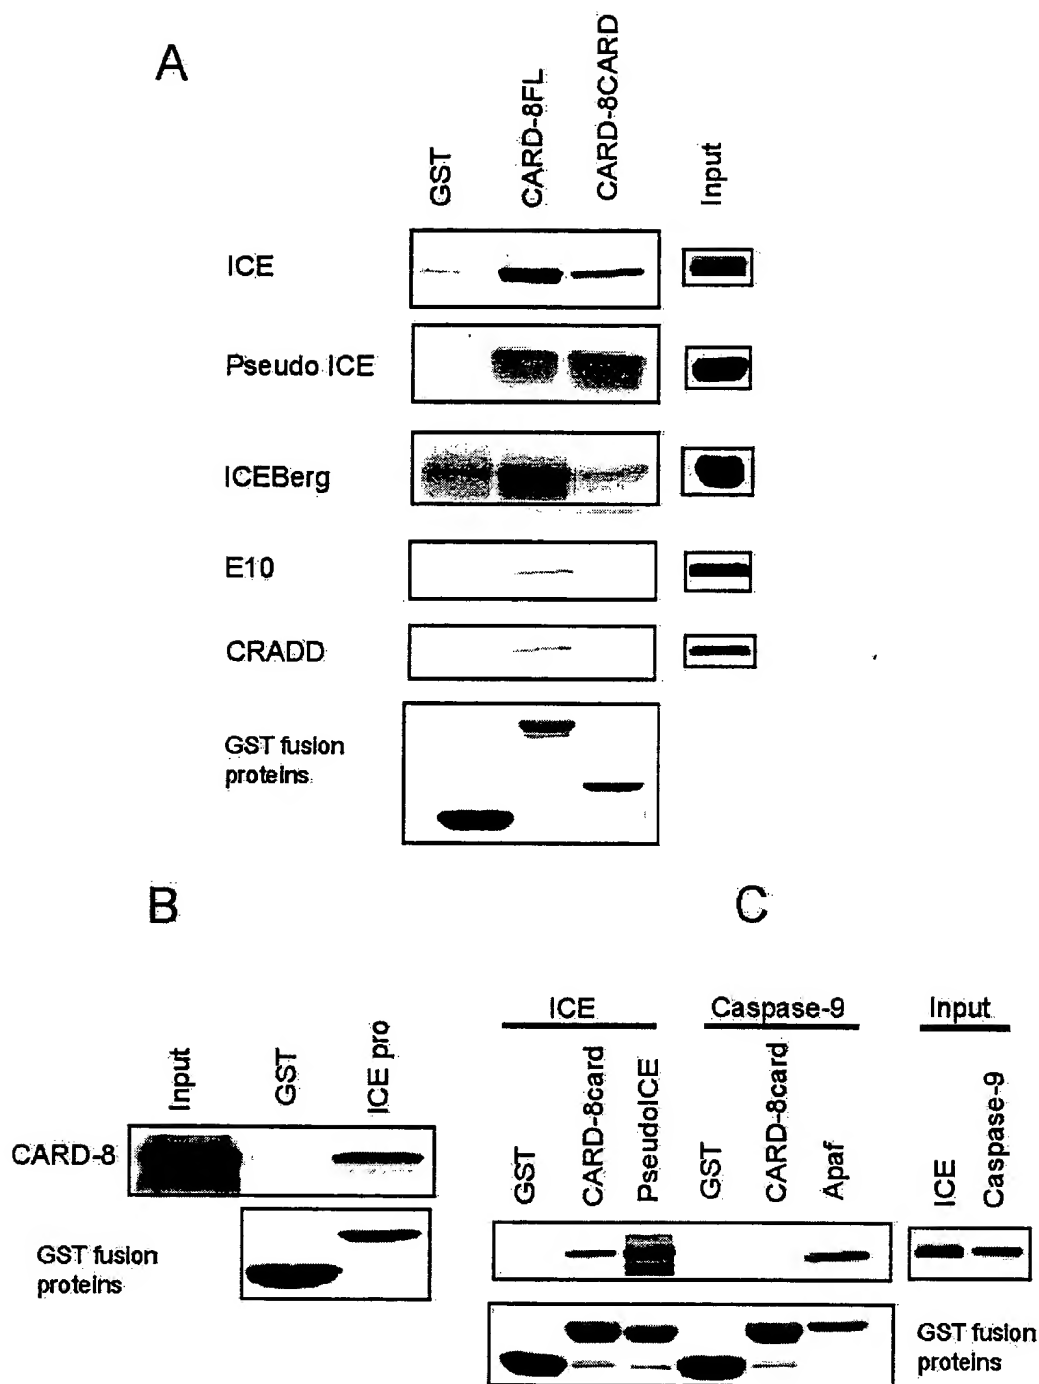 A
GST
CARD-8FL
CARD-8CARD
Input
ICE
Pseudo ICE
ICEBerg
E10
CRADD
GST fusion
proteins
B
Input
GST
ICE pro
CARD-8
GST fusion
proteins
C
ICE
Caspase-9
Input
GST
CARD-8card
PseudoICE
GST
CARD-8card
Apaf
ICE
Caspase-9
GST fusion
proteins